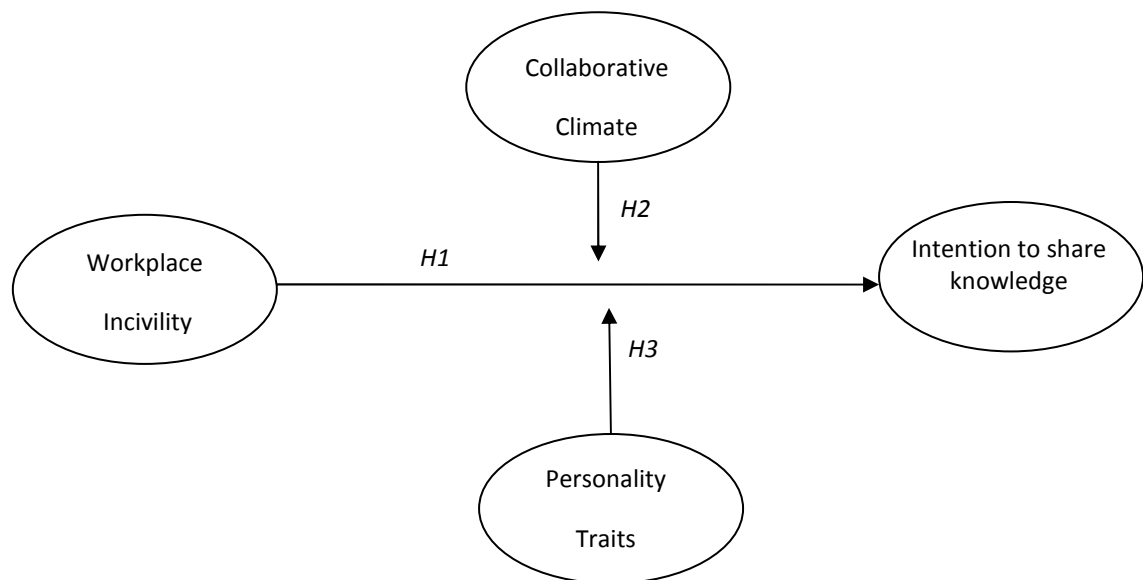 Collaborative
Climate
H2
Workplace
Incivility
H1
Intention to share
knowledge
H3
Personality
Traits